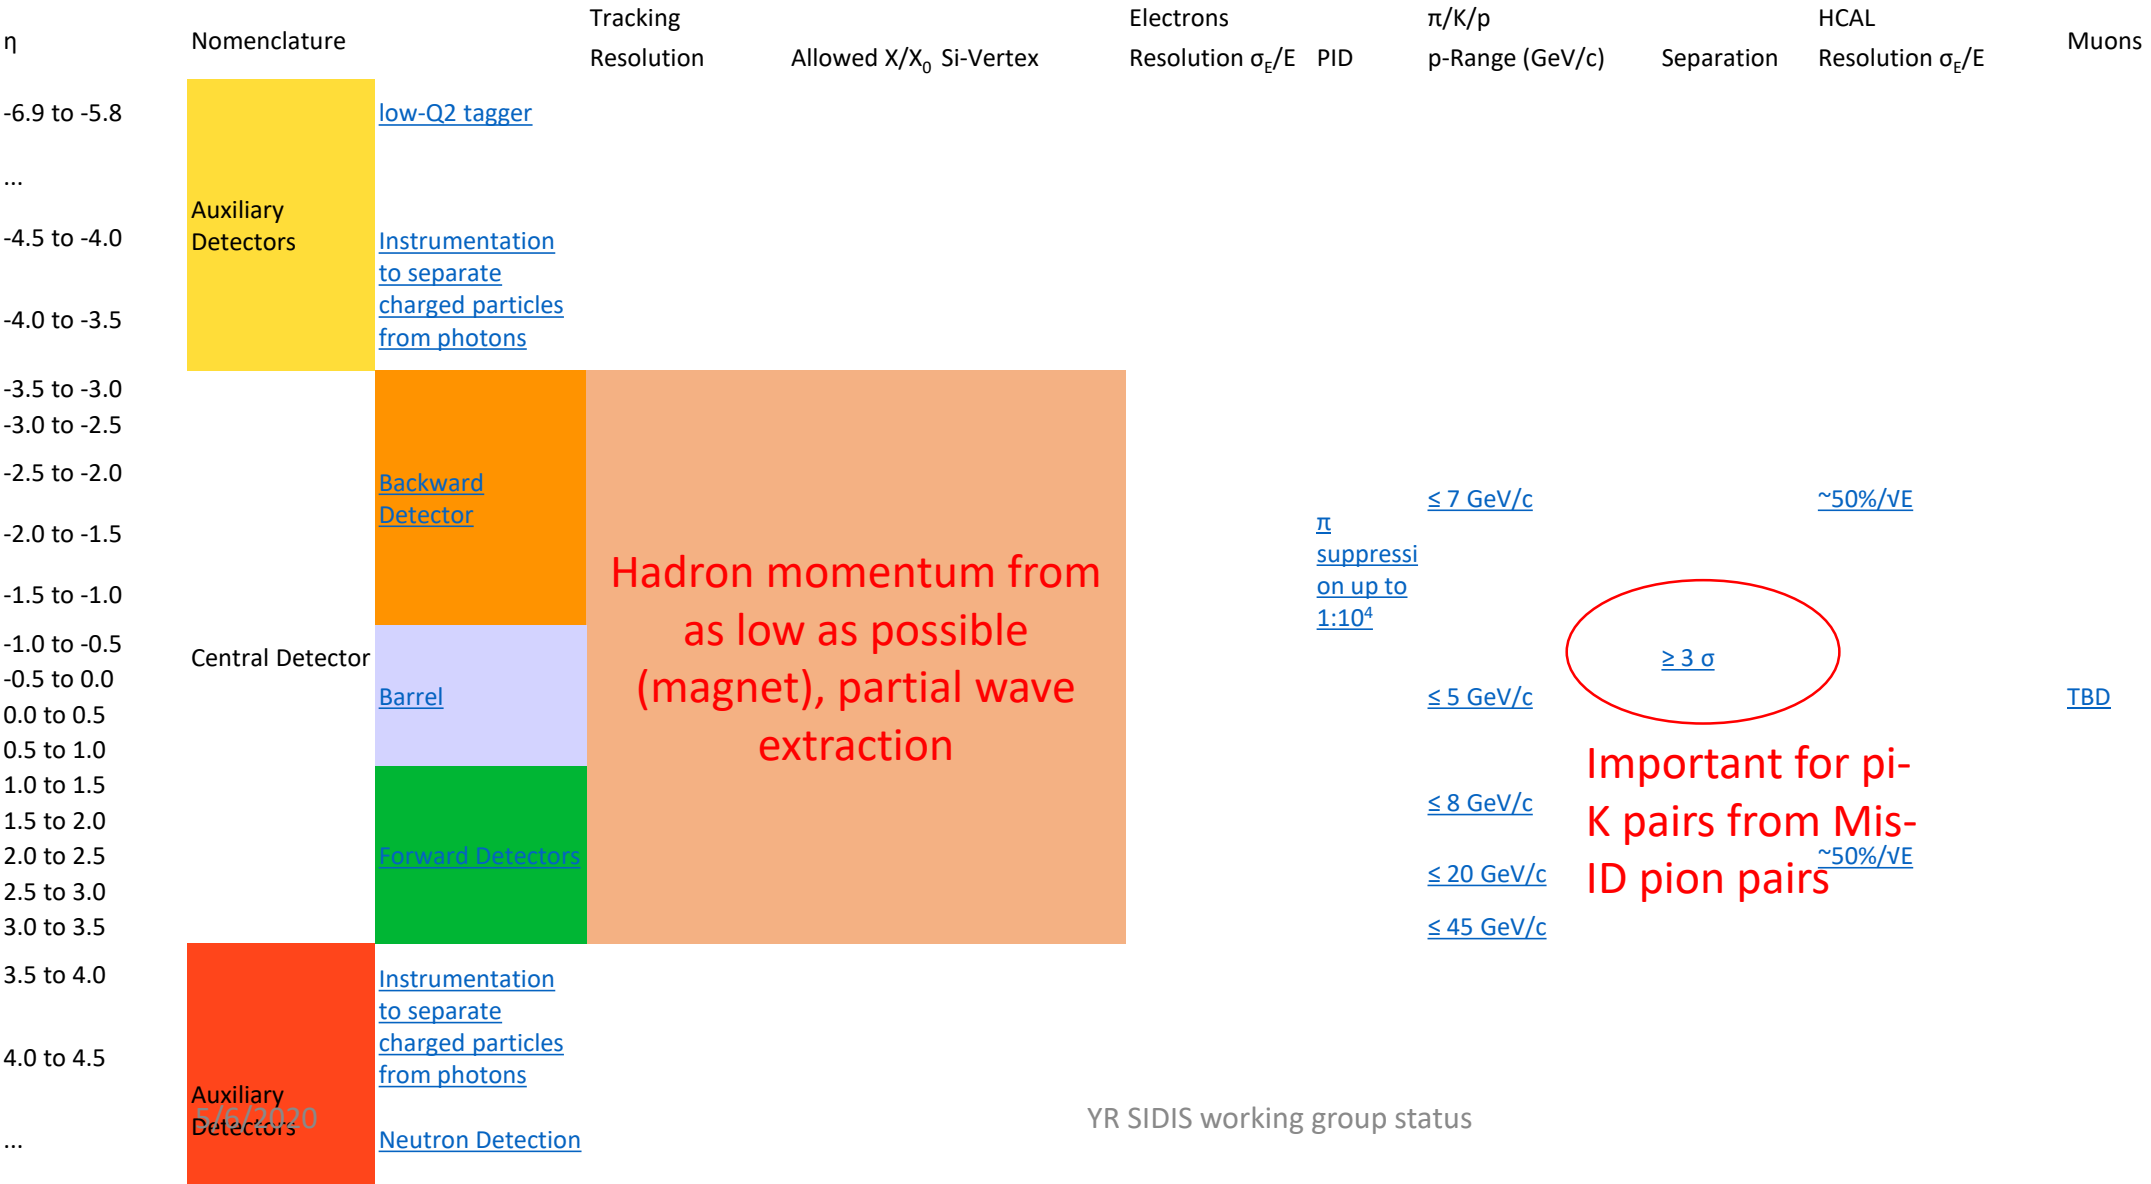 η
Nomenclature
Tracking
Electrons
π/K/p
HCAL
Muons
Resolution
Allowed X/X₀ Si-Vertex
Resolution σ_E/E
PID
p-Range (GeV/c)
Separation
Resolution σ_E/E
-6.9 to -5.8
low-Q2 tagger
...
Auxiliary
Detectors
-4.5 to -4.0
Instrumentation
to separate
charged particles
from photons
-4.0 to -3.5
-3.5 to -3.0
-3.0 to -2.5
-2.5 to -2.0
-2.0 to -1.5
-1.5 to -1.0
-1.0 to -0.5
-0.5 to 0.0
0.0 to 0.5
0.5 to 1.0
1.0 to 1.5
1.5 to 2.0
2.0 to 2.5
2.5 to 3.0
3.0 to 3.5
Central Detector
Backward
Detector
Barrel
Forward Detectors
Hadron momentum from
as low as possible
(magnet), partial wave
extraction
π
suppressi
on up to
1:10⁴
≤ 7 GeV/c
≤ 5 GeV/c
≤ 8 GeV/c
≤ 20 GeV/c
≤ 45 GeV/c
≥ 3 σ
Important for pi-
K pairs from Mis-
ID pion pairs
~50%/√E
~50%/√E
TBD
3.5 to 4.0
Instrumentation
to separate
charged particles
from photons
4.0 to 4.5
Auxiliary
Detectors
...
Neutron Detection
5/6/2020
YR SIDIS working group status